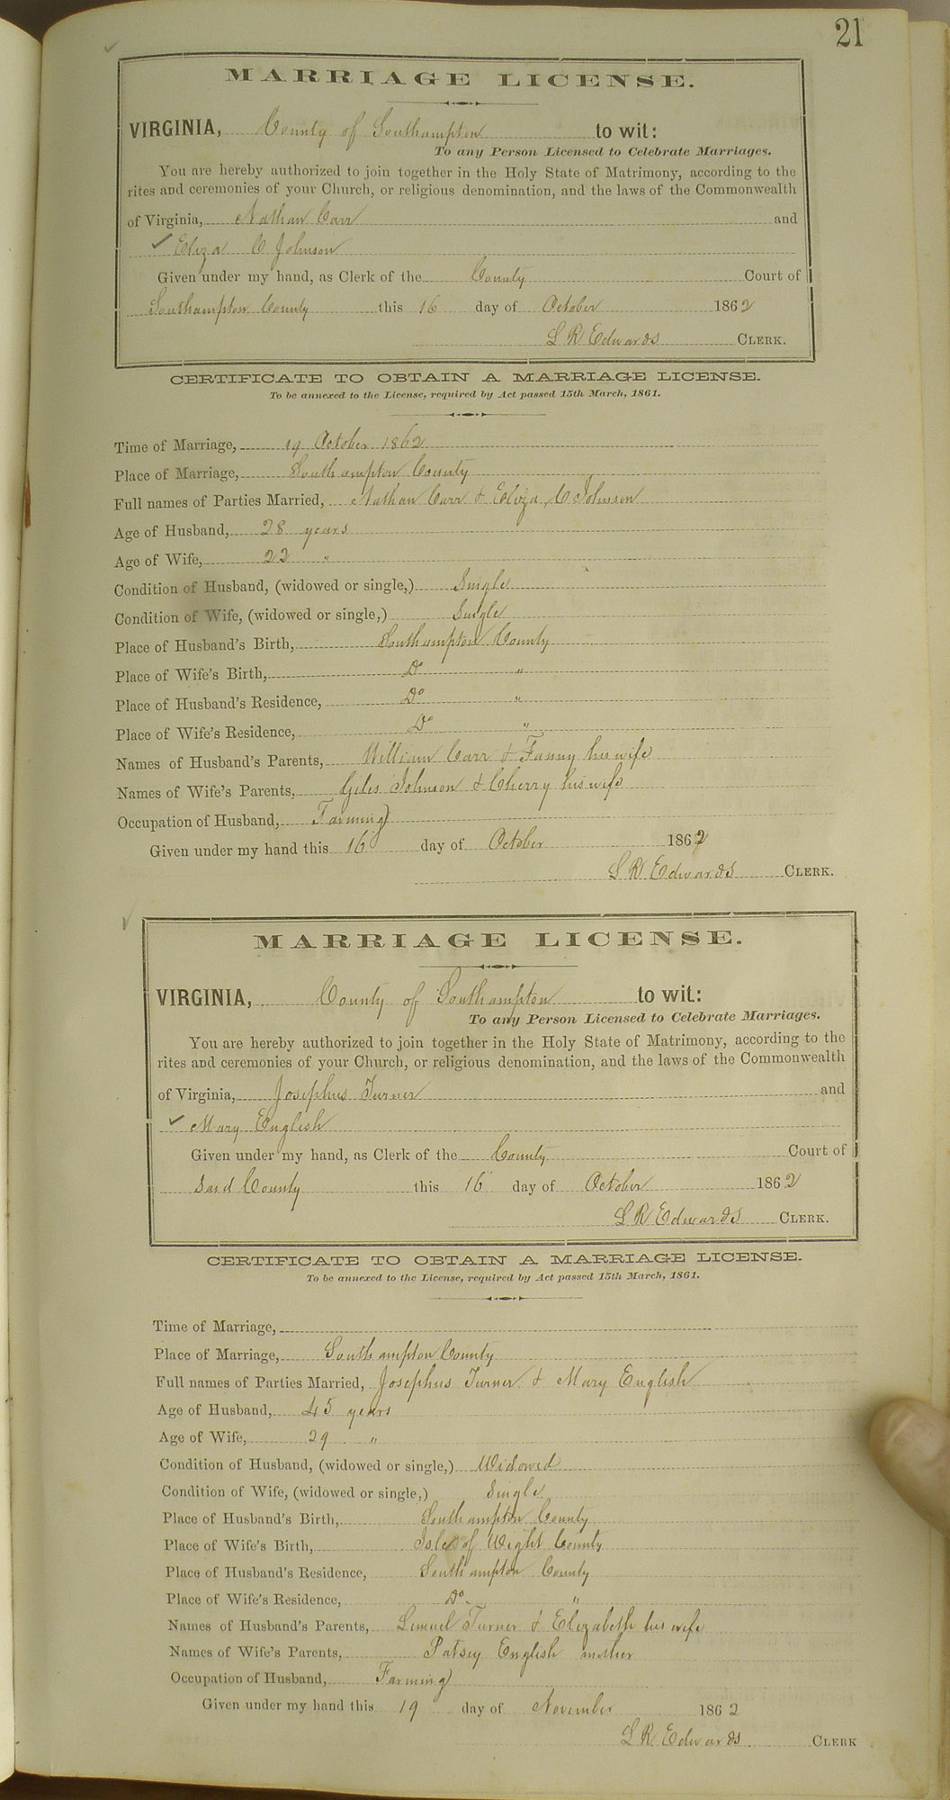 21
MARRIAGE LICENSE.
VIRGINIA, County of Southampton to wit:
To any Person Licensed to Celebrate Marriages.
You are hereby authorized to join together in the Holy State of Matrimony, according to the
rites and ceremonies of your Church, or religious denomination, and the laws of the Commonwealth
of Virginia, Nathan Carr and
✓ Eliza C Johnson
Given under my hand, as Clerk of the County Court of
Southampton County this 16 day of October 1862
L R Edwards CLERK.
CERTIFICATE TO OBTAIN A MARRIAGE LICENSE.
To be annexed to the License, required by Act passed 15th March, 1861.
Time of Marriage, 19 October 1862
Place of Marriage, Southampton County
Full names of Parties Married, Nathan Carr & Eliza C Johnson
Age of Husband, 28 years
Age of Wife, 22 "
Condition of Husband, (widowed or single,) Single
Condition of Wife, (widowed or single,) Single
Place of Husband's Birth, Southampton County
Place of Wife's Birth, Do "
Place of Husband's Residence, Do "
Place of Wife's Residence, Do "
Names of Husband's Parents, William Carr & Fanny his wife
Names of Wife's Parents, Giles Johnson & Cherry his wife
Occupation of Husband, Farming
Given under my hand this 16 day of October 1862
L R Edwards CLERK.
MARRIAGE LICENSE.
VIRGINIA, County of Southampton to wit:
To any Person Licensed to Celebrate Marriages.
You are hereby authorized to join together in the Holy State of Matrimony, according to the
rites and ceremonies of your Church, or religious denomination, and the laws of the Commonwealth
of Virginia, Josephus Turner and
✓ Mary English
Given under my hand, as Clerk of the County Court of
Said County this 16 day of October 1862
L R Edwards CLERK.
CERTIFICATE TO OBTAIN A MARRIAGE LICENSE.
To be annexed to the License, required by Act passed 15th March, 1861.
Time of Marriage,
Place of Marriage, Southampton County
Full names of Parties Married, Josephus Turner & Mary English
Age of Husband, 45 years
Age of Wife, 29 "
Condition of Husband, (widowed or single,) Widowed
Condition of Wife, (widowed or single,) Single
Place of Husband's Birth, Southampton County
Place of Wife's Birth, Isle of Wight County
Place of Husband's Residence, Southampton County
Place of Wife's Residence, Do "
Names of Husband's Parents, Lemuel Turner & Elizabeth his wife
Names of Wife's Parents, Patsey English mother
Occupation of Husband, Farming
Given under my hand this 19 day of November 1862
L R Edwards CLERK